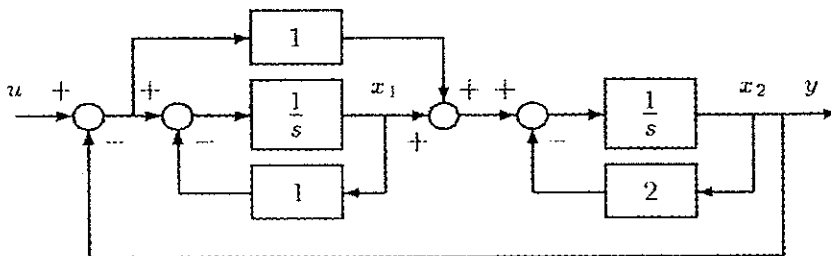 1
u + + 1/s x₁ + + 1/s x₂ y
− − + −
1 2